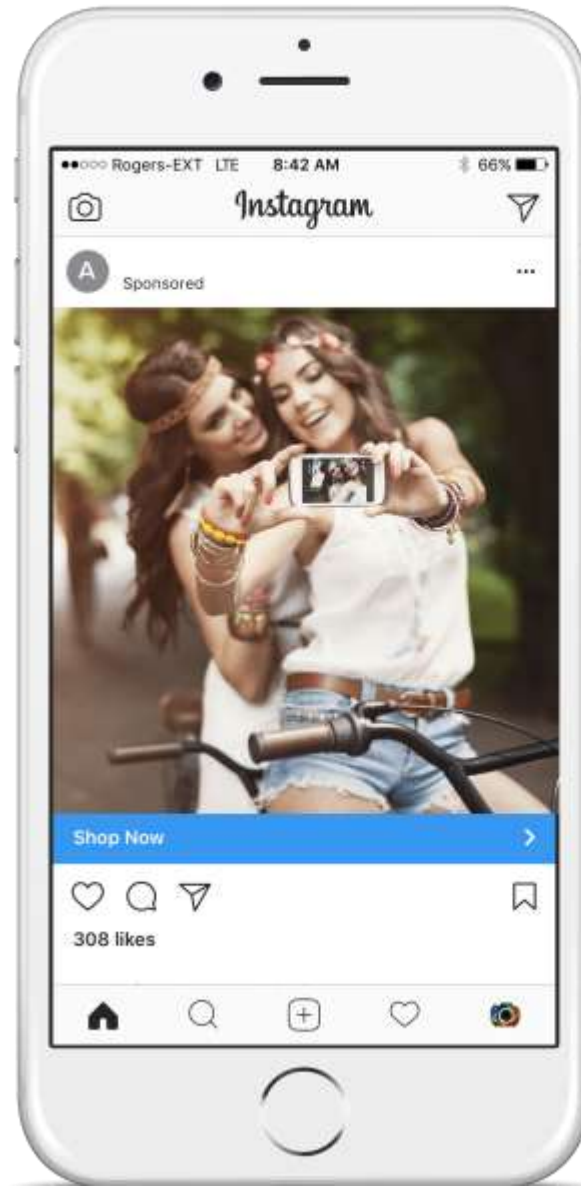 Rogers-EXT LTE 8:42 AM 66%
Instagram
A
Sponsored
Shop Now
308 likes